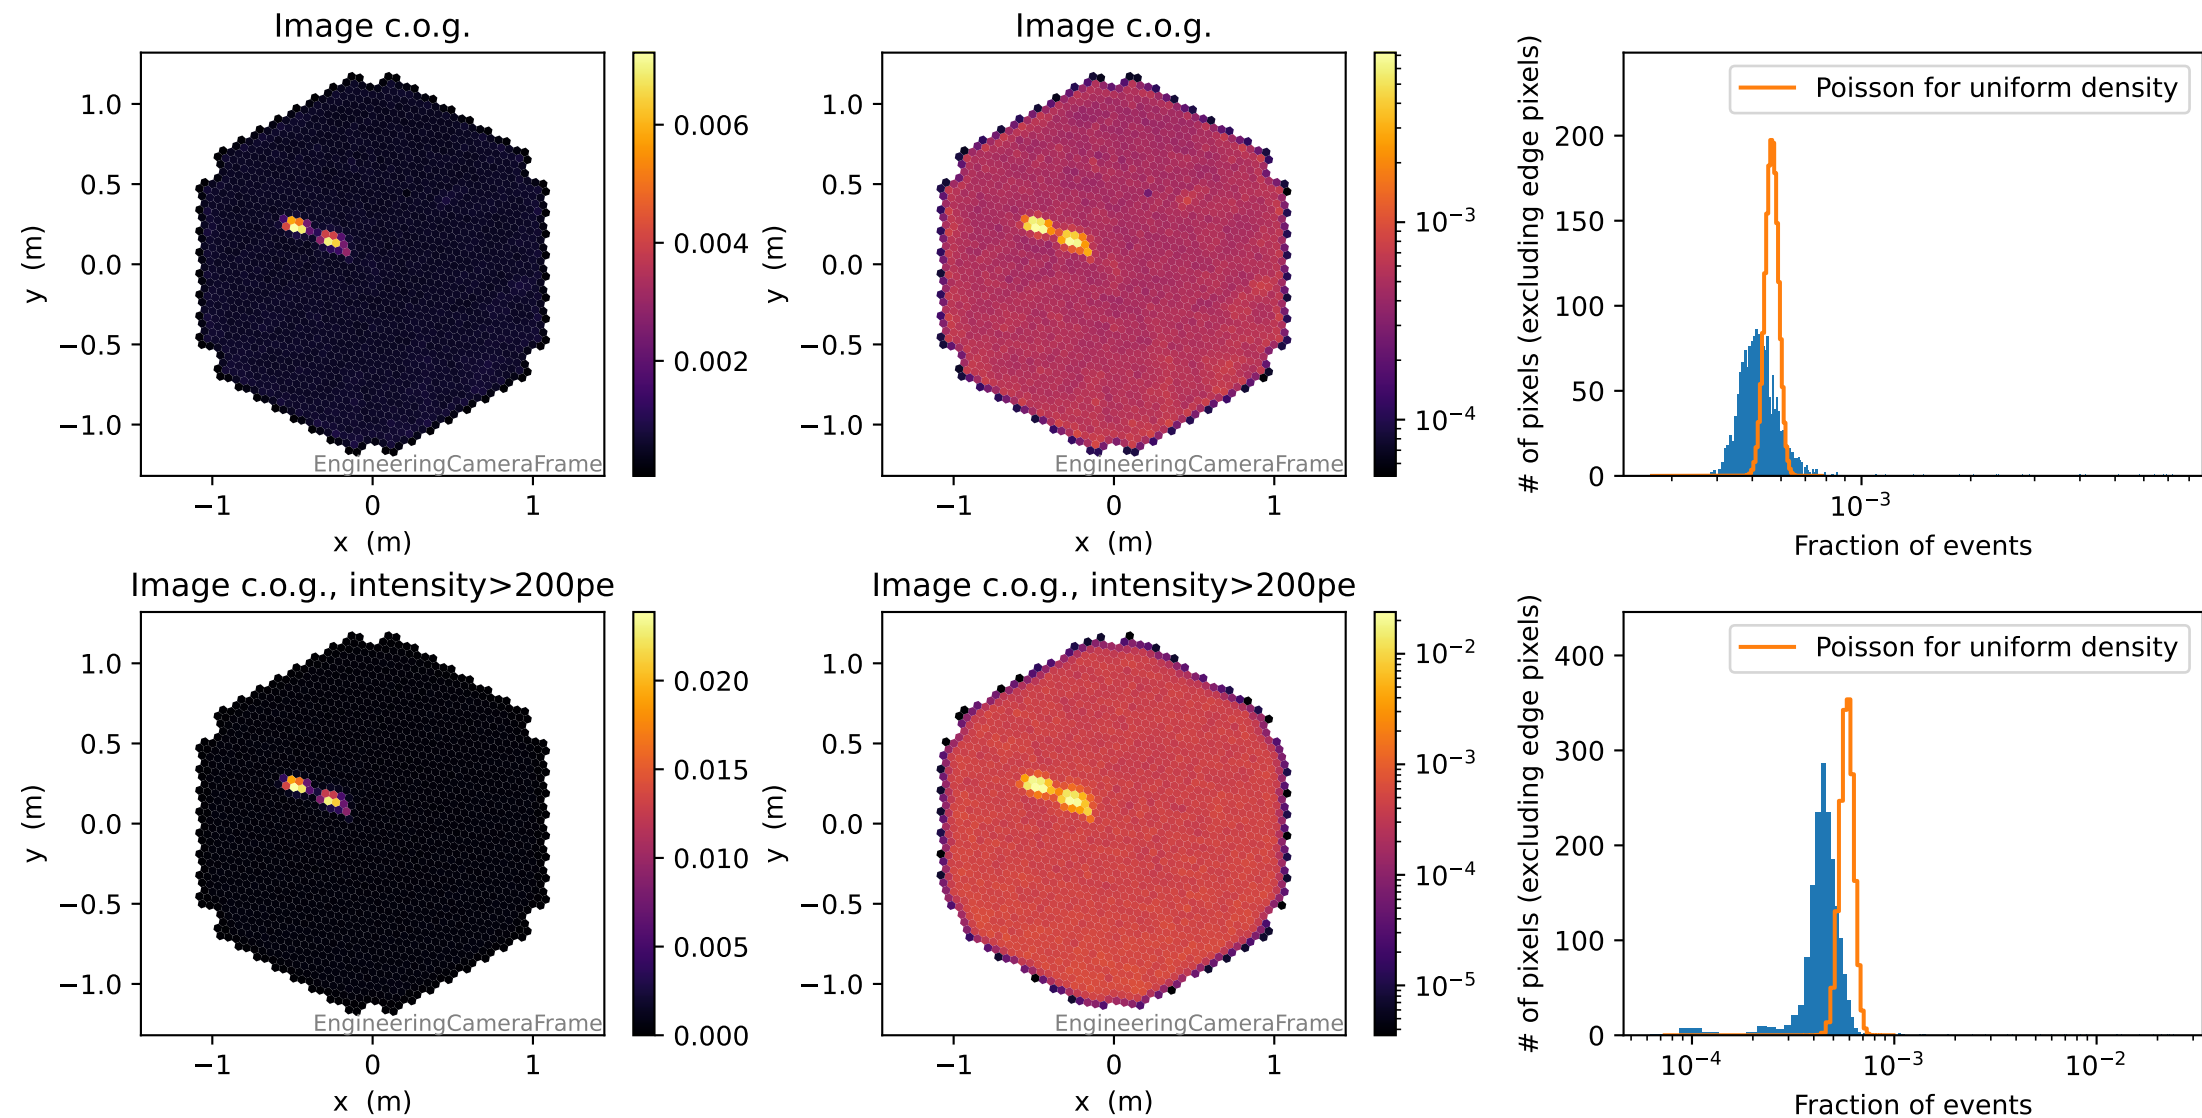 Image c.o.g.
1.0
0.5
0.0
−0.5
−1.0
y (m)
−1
0
1
x (m)
EngineeringCameraFrame
0.006
0.004
0.002
Image c.o.g.
1.0
0.5
0.0
−0.5
−1.0
y (m)
−1
0
1
x (m)
EngineeringCameraFrame
10⁻³
10⁻⁴
# of pixels (excluding edge pixels)
200
150
100
50
0
Poisson for uniform density
10⁻³
Fraction of events
Image c.o.g., intensity>200pe
1.0
0.5
0.0
−0.5
−1.0
y (m)
−1
0
1
x (m)
EngineeringCameraFrame
0.020
0.015
0.010
0.005
0.000
Image c.o.g., intensity>200pe
1.0
0.5
0.0
−0.5
−1.0
y (m)
−1
0
1
x (m)
EngineeringCameraFrame
10⁻²
10⁻³
10⁻⁴
10⁻⁵
# of pixels (excluding edge pixels)
400
300
200
100
0
Poisson for uniform density
10⁻⁴
10⁻³
10⁻²
Fraction of events